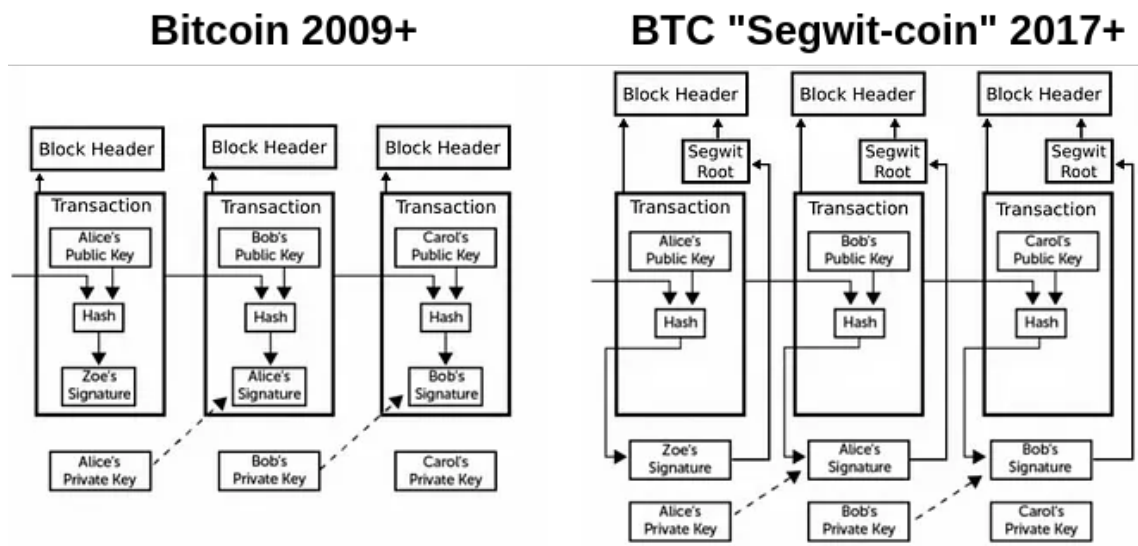 Bitcoin 2009+
Block Header
Block Header
Block Header
Transaction
Transaction
Transaction
Alice's
Public Key
Bob's
Public Key
Carol's
Public Key
Hash
Hash
Hash
Zoe's
Signature
Alice's
Signature
Bob's
Signature
Alice's
Private Key
Bob's
Private Key
Carol's
Private Key
BTC "Segwit-coin" 2017+
Block Header
Block Header
Block Header
Segwit
Root
Segwit
Root
Segwit
Root
Transaction
Transaction
Transaction
Alice's
Public Key
Bob's
Public Key
Carol's
Public Key
Hash
Hash
Hash
Zoe's
Signature
Alice's
Signature
Bob's
Signature
Alice's
Private Key
Bob's
Private Key
Carol's
Private Key